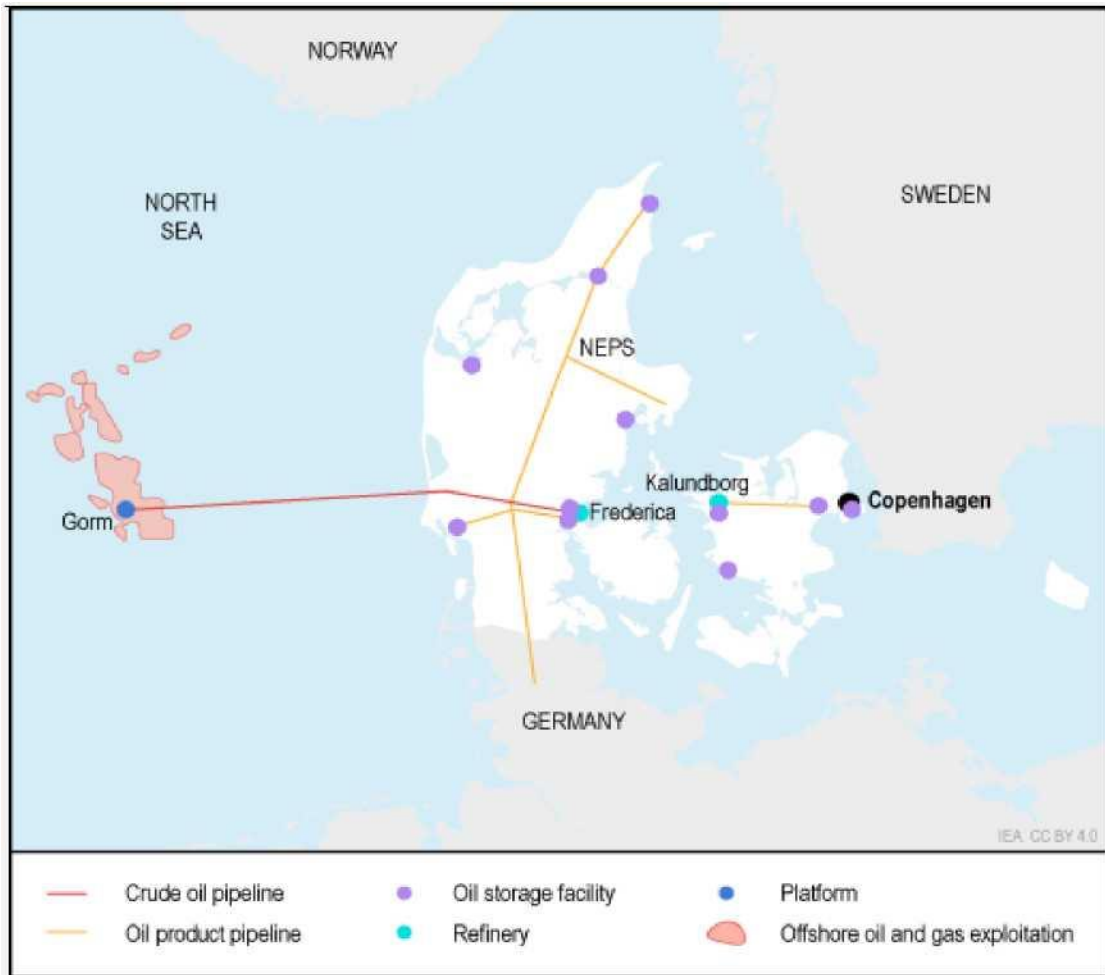 NORWAY
SWEDEN
NORTH
SEA
NEPS
Kalundborg
Copenhagen
Gorm
Frederica
GERMANY
IEA. CC BY 4.0
Crude oil pipeline
Oil storage facility
Platform
Oil product pipeline
Refinery
Offshore oil and gas exploitation